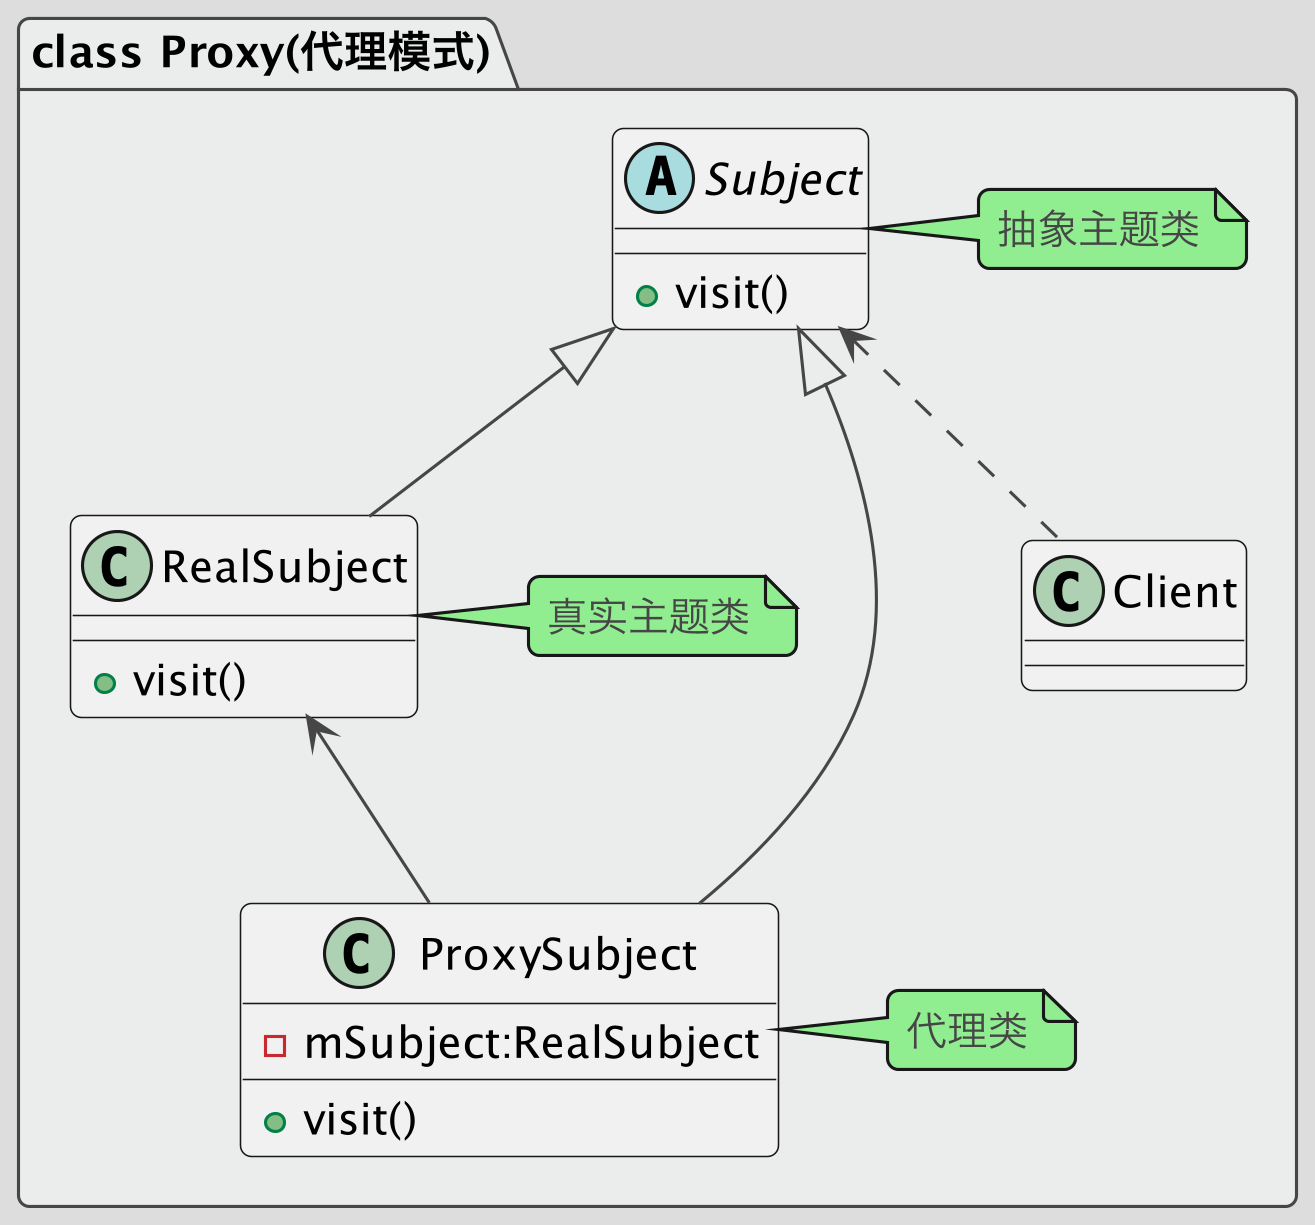 class Proxy(代理模式)
A Subject
visit()
抽象主题类
C RealSubject
visit()
真实主题类
C Client
C ProxySubject
mSubject:RealSubject
visit()
代理类